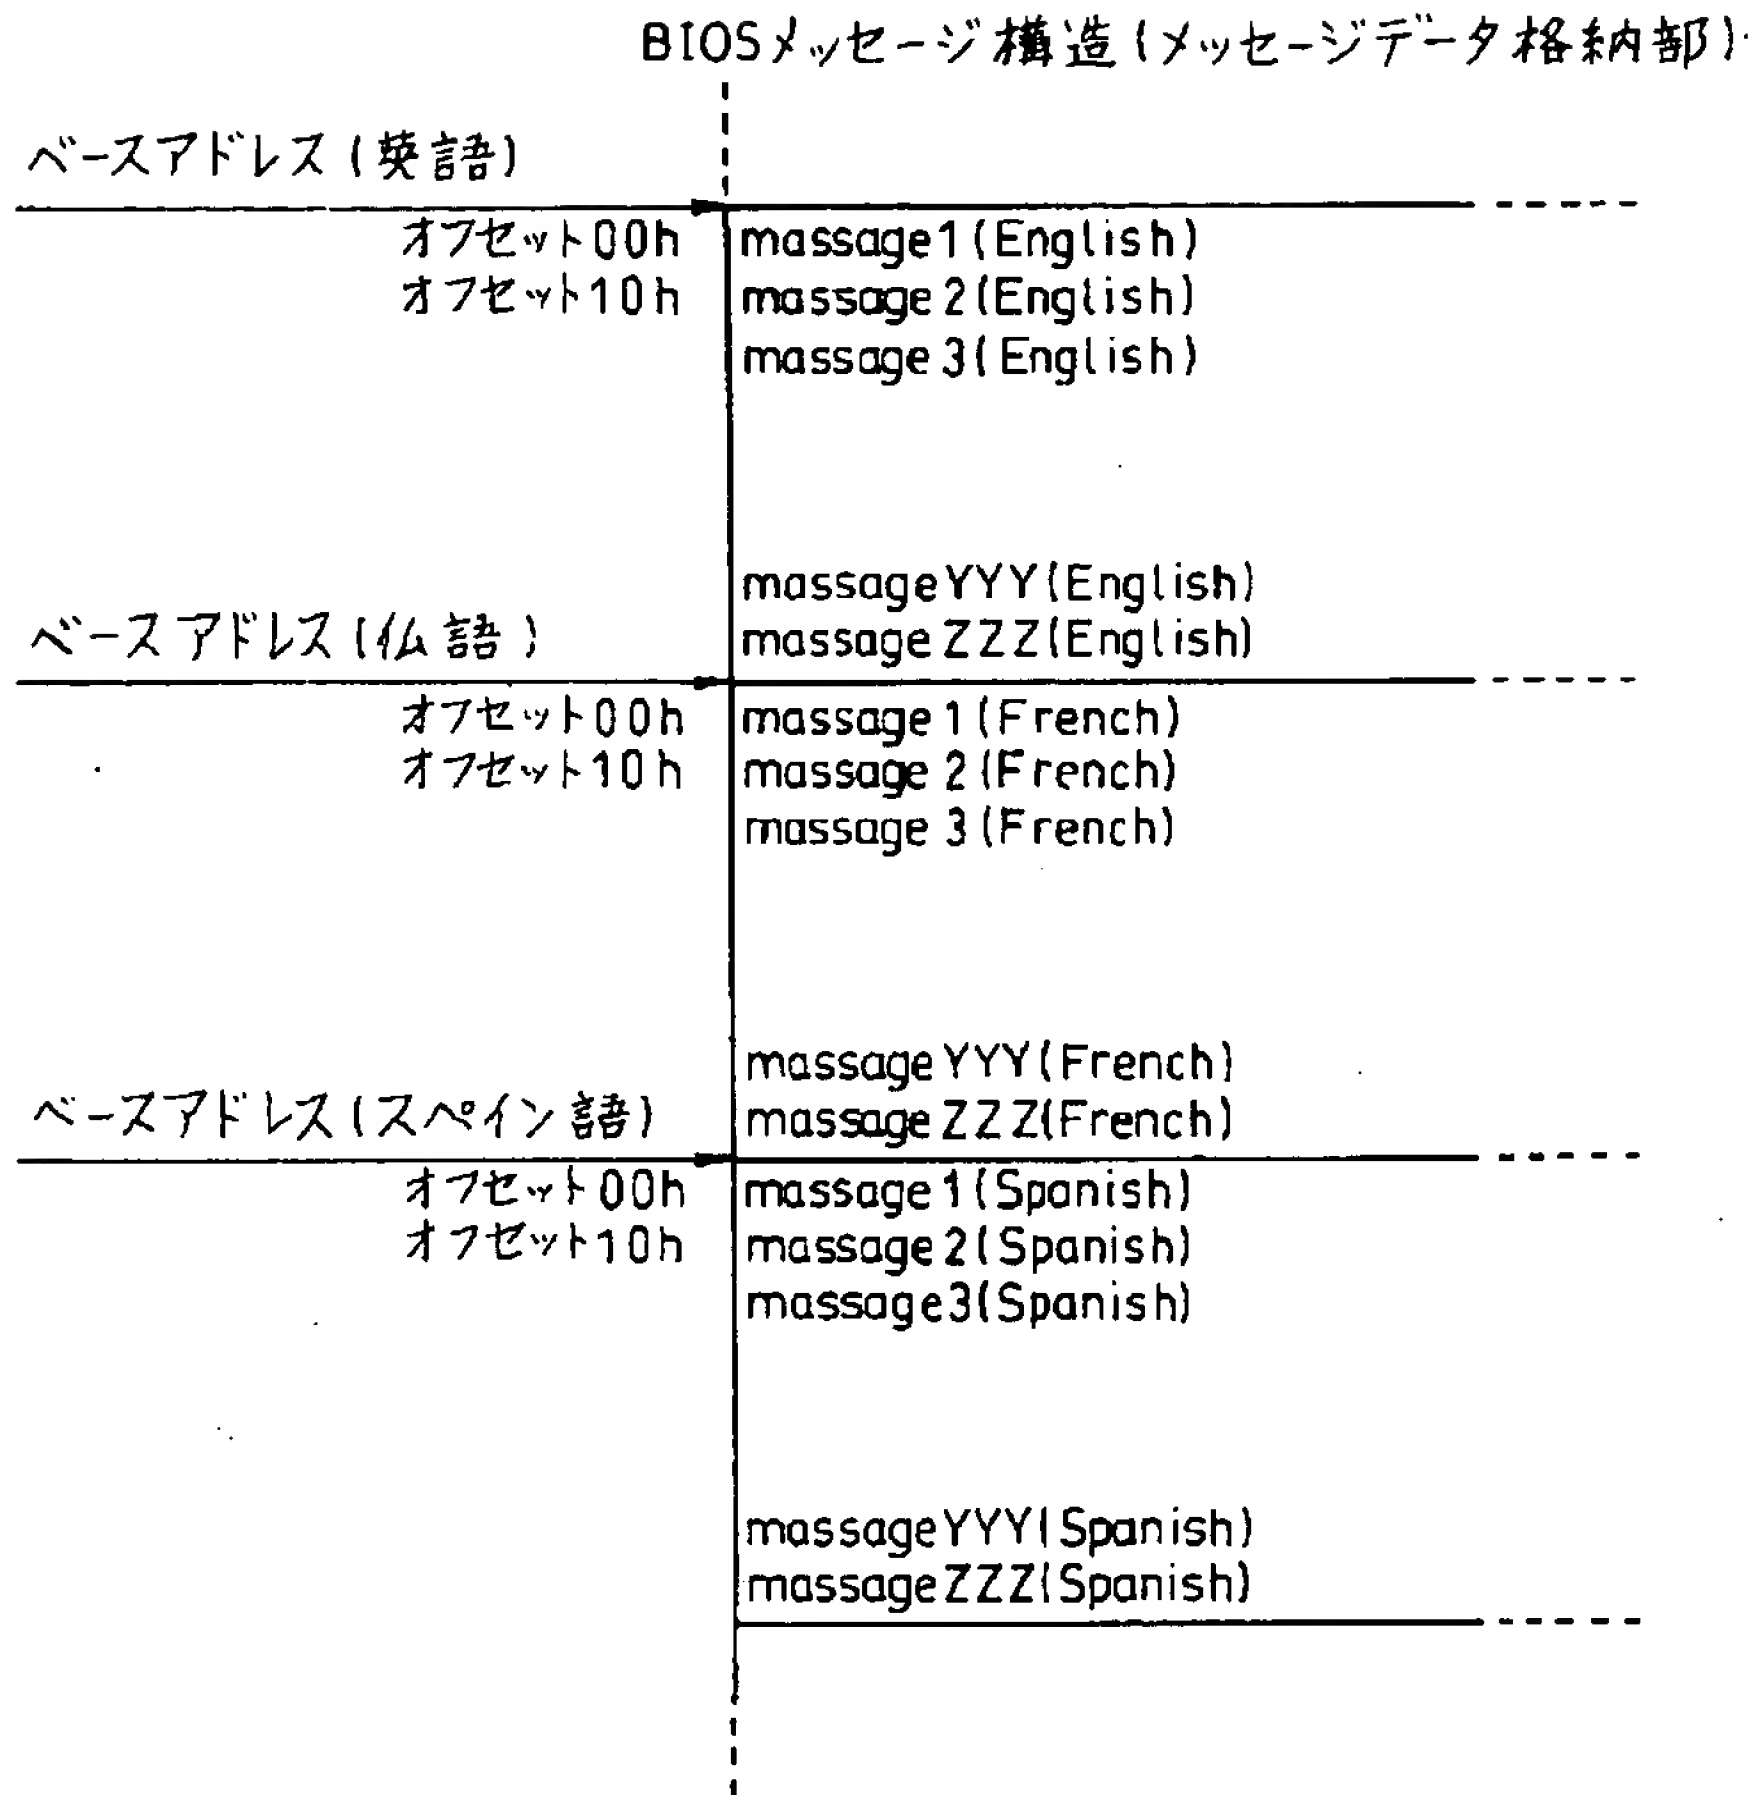 BIOSメッセージ構造(メッセージデータ格納部)
ベースアドレス(英語)
オフセット00h massage1(English)
オフセット10h massage2(English)
massage3(English)
massageYYY(English)
ベースアドレス(仏語)
massageZZZ(English)
オフセット00h massage1(French)
オフセット10h massage2(French)
massage3(French)
massageYYY(French)
ベースアドレス(スペイン語)
massageZZZ(French)
オフセット00h massage1(Spanish)
オフセット10h massage2(Spanish)
massage3(Spanish)
massageYYY(Spanish)
massageZZZ(Spanish)